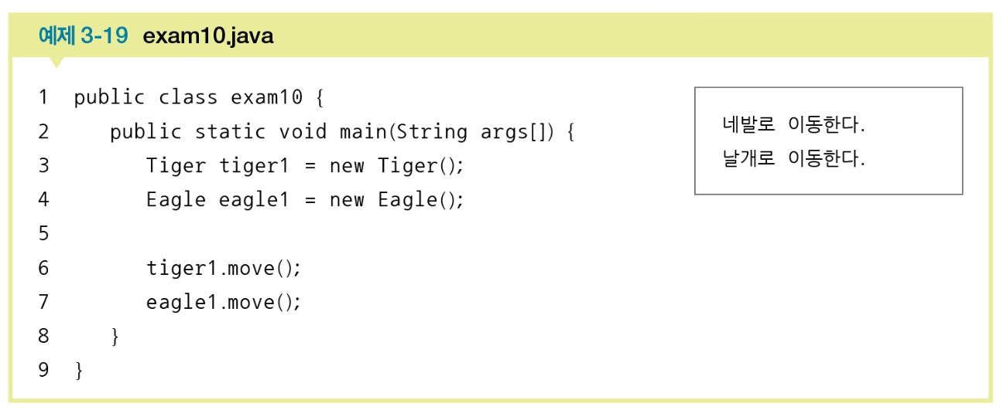 예제 3-19 exam10.java
1 public class exam10 {
2 public static void main(String args[]) {
3 Tiger tiger1 = new Tiger();
4 Eagle eagle1 = new Eagle();
5
6 tiger1.move();
7 eagle1.move();
8 }
9 }
네발로 이동한다.
날개로 이동한다.